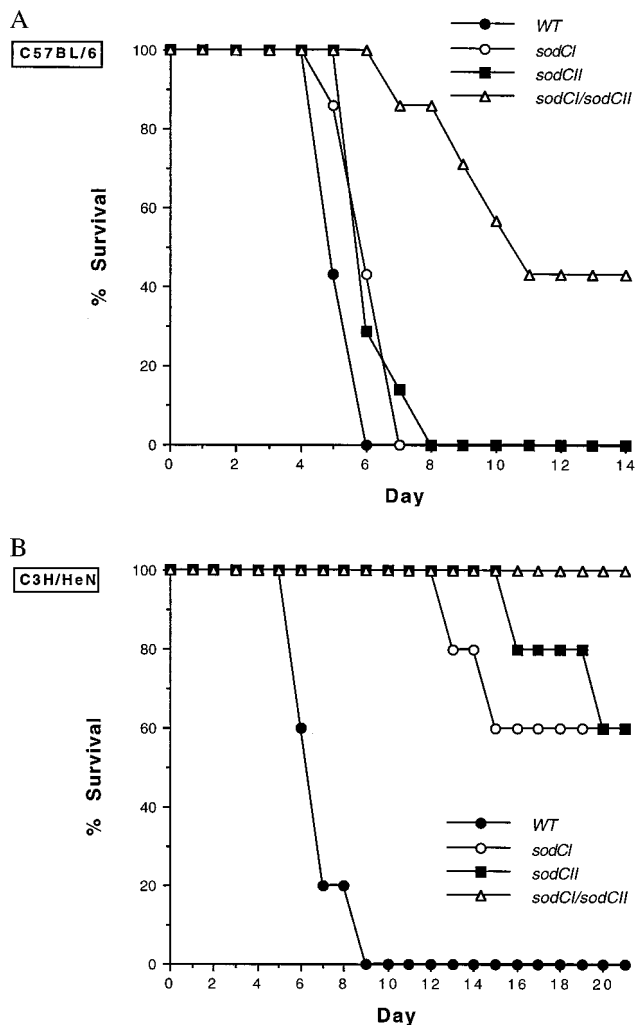 A
C57BL/6
WT
sodCI
sodCII
sodCI/sodCII
100
80
60
40
20
0
% Survival
0 2 4 6 8 10 12 14
Day
B
C3H/HeN
100
80
60
40
20
0
% Survival
WT
sodCI
sodCII
sodCI/sodCII
0 2 4 6 8 10 12 14 16 18 20
Day